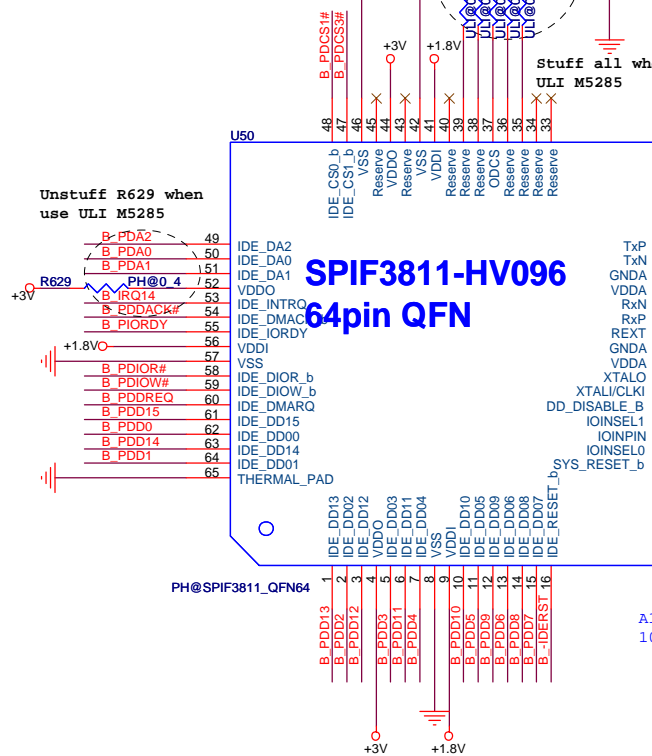 B_PDCS1#
B_PDCS3#
+3V
+1.8V
Stuff all wh
ULI M5285
48
47
46
45
44
43
42
41
40
39
38
37
36
35
34
33
U50
IDE_CS0_b
IDE_CS1_b
VSS
Reserve
VDDO
Reserve
VSS
VDDI
Reserve
Reserve
Reserve
ODCS
Reserve
Reserve
Reserve
Reserve
Unstuff R629 when
use ULI M5285
B_PDA2 49 IDE_DA2
B_PDA0 50 IDE_DA0
B_PDA1 51 IDE_DA1
+3V R629 PH@0_4 52 VDDO
B_IRQ14 53 IDE_INTRQ
B_PDDACK# 54
B_PIORDY 55 IDE_IORDY
+1.8V 56 VDDI
57 VSS
B_PDIOR# 58 IDE_DIOR_b
B_PDIOW# 59 IDE_DIOW_b
B_PDDREQ 60 IDE_DMARQ
B_PDD15 61 IDE_DD15
B_PDD0 62 IDE_DD00
B_PDD14 63 IDE_DD14
B_PDD1 64 IDE_DD01
65 THERMAL_PAD
SPIF3811-HV096
64pin QFN
TxP
TxN
GNDA
VDDA
RxN
RxP
REXT
GNDA
VDDA
XTALO
XTALI/CLKI
DD_DISABLE_B
IOINSEL1
IOINPIN
IOINSEL0
SYS_RESET_b
IDE_DD13
IDE_DD02
IDE_DD12
VDDO
IDE_DD03
IDE_DD11
IDE_DD04
VSS
VDDI
IDE_DD10
IDE_DD05
IDE_DD09
IDE_DD06
IDE_DD08
IDE_DD07
IDE_RESET_b
PH@SPIF3811_QFN64
1
2
3
4
5
6
7
8
9
10
11
12
13
14
15
16
B_PDD13
B_PDD2
B_PDD12
B_PDD3
B_PDD11
B_PDD4
B_PDD10
B_PDD5
B_PDD9
B_PDD6
B_PDD8
B_PDD7
B_-IDERST
10
+3V
+1.8V